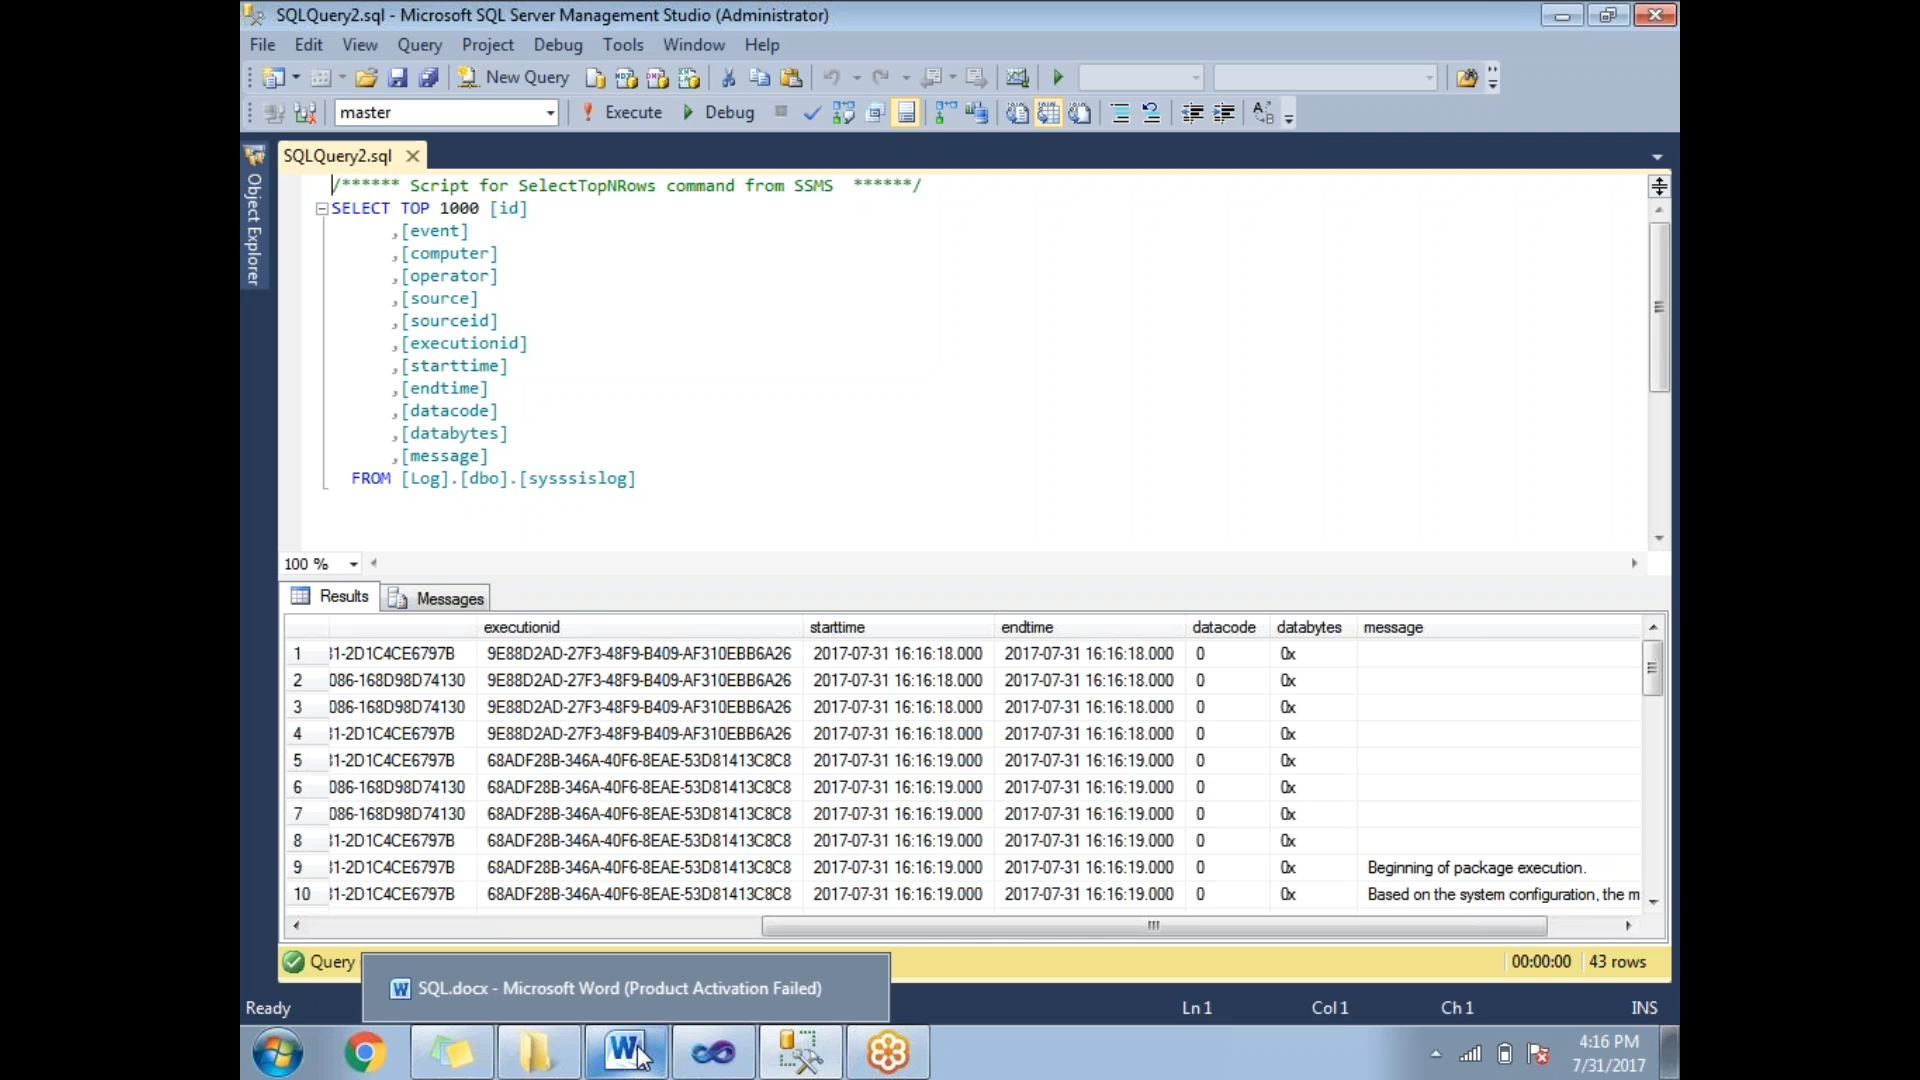 SQLQuery2.sql - Microsoft SQL Server Management Studio (Administrator)
File Edit View Query Project Debug Tools Window Help
New Query
master Execute Debug
SQLQuery2.sql
Object Explorer
/****** Script for SelectTopNRows command from SSMS ******/
SELECT TOP 1000 [id]
,[event]
,[computer]
,[operator]
,[source]
,[sourceid]
,[executionid]
,[starttime]
,[endtime]
,[datacode]
,[databytes]
,[message]
FROM [Log].[dbo].[sysssislog]
100 %
Results Messages
executionid starttime endtime datacode databytes message
1 31-2D1C4CE6797B 9E88D2AD-27F3-48F9-B409-AF310EBB6A26 2017-07-31 16:16:18.000 2017-07-31 16:16:18.000 0 0x
2 086-168D98D74130 9E88D2AD-27F3-48F9-B409-AF310EBB6A26 2017-07-31 16:16:18.000 2017-07-31 16:16:18.000 0 0x
3 086-168D98D74130 9E88D2AD-27F3-48F9-B409-AF310EBB6A26 2017-07-31 16:16:18.000 2017-07-31 16:16:18.000 0 0x
4 31-2D1C4CE6797B 9E88D2AD-27F3-48F9-B409-AF310EBB6A26 2017-07-31 16:16:18.000 2017-07-31 16:16:18.000 0 0x
5 31-2D1C4CE6797B 68ADF28B-346A-40F6-8EAE-53D81413C8C8 2017-07-31 16:16:19.000 2017-07-31 16:16:19.000 0 0x
6 086-168D98D74130 68ADF28B-346A-40F6-8EAE-53D81413C8C8 2017-07-31 16:16:19.000 2017-07-31 16:16:19.000 0 0x
7 086-168D98D74130 68ADF28B-346A-40F6-8EAE-53D81413C8C8 2017-07-31 16:16:19.000 2017-07-31 16:16:19.000 0 0x
8 31-2D1C4CE6797B 68ADF28B-346A-40F6-8EAE-53D81413C8C8 2017-07-31 16:16:19.000 2017-07-31 16:16:19.000 0 0x
9 31-2D1C4CE6797B 68ADF28B-346A-40F6-8EAE-53D81413C8C8 2017-07-31 16:16:19.000 2017-07-31 16:16:19.000 0 0x Beginning of package execution.
10 31-2D1C4CE6797B 68ADF28B-346A-40F6-8EAE-53D81413C8C8 2017-07-31 16:16:19.000 2017-07-31 16:16:19.000 0 0x Based on the system configuration, the m
Query 00:00:00 43 rows
SQL.docx - Microsoft Word (Product Activation Failed)
Ready Ln 1 Col 1 Ch 1 INS
4:16 PM
7/31/2017